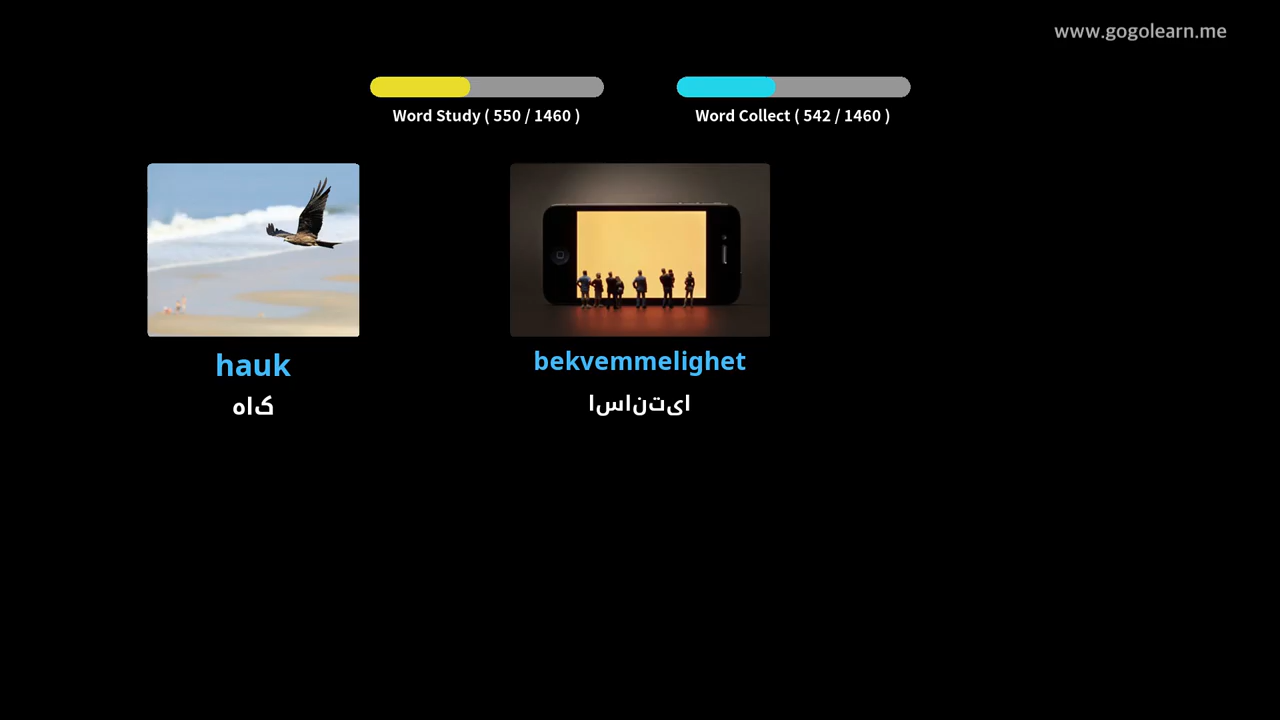 www.gogolearn.me
Word Study ( 550 / 1460 )
Word Collect ( 542 / 1460 )
hauk
کاه
bekvemmelighet
ایتناسا